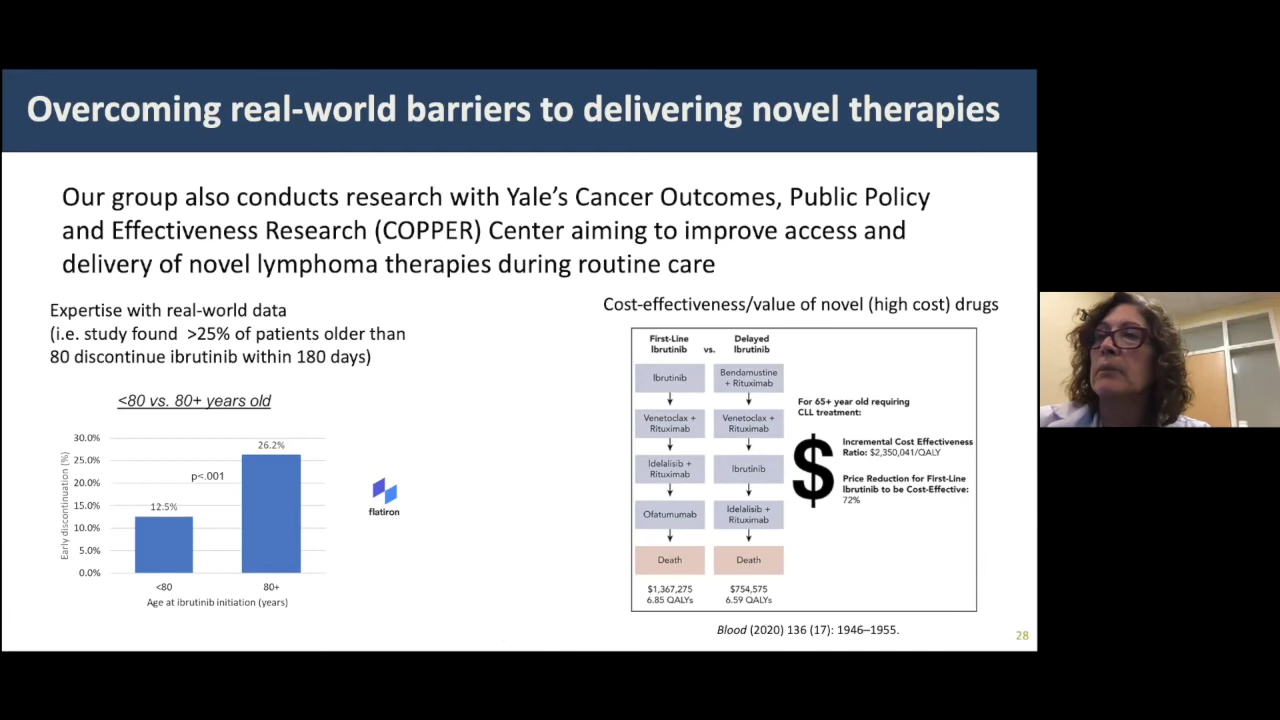 Overcoming real-world barriers to delivering novel therapies
Our group also conducts research with Yale's Cancer Outcomes, Public Policy
and Effectiveness Research (COPPER) Center aiming to improve access and
delivery of novel lymphoma therapies during routine care
Expertise with real-world data
(i.e. study found >25% of patients older than
80 discontinue ibrutinib within 180 days)
<80 vs. 80+ years old
Early discontinuation (%)
30.0%
25.0%
20.0%
15.0%
10.0%
5.0%
0.0%
12.5%
p<.001
26.2%
<80
80+
Age at ibrutinib initiation (years)
flatiron
Cost-effectiveness/value of novel (high cost) drugs
First-Line
Ibrutinib
vs.
Delayed
Ibrutinib
Ibrutinib
Venetoclax +
Rituximab
Idelalisib +
Rituximab
Ofatumumab
Death
$1,367,275
6.85 QALYs
Bendamustine
+ Rituximab
Venetoclax +
Rituximab
Ibrutinib
Idelalisib +
Rituximab
Death
$754,575
6.59 QALYs
For 65+ year old requiring
CLL treatment:
$
Incremental Cost Effectiveness
Ratio: $2,350,041/QALY
Price Reduction for First-Line
Ibrutinib to be Cost-Effective:
72%
Blood (2020) 136 (17): 1946–1955.
28